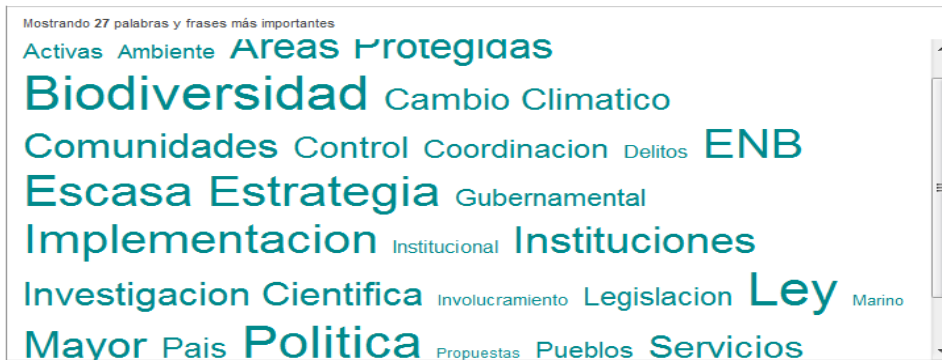 Mostrando 27 palabras y frases más importantes
Activas Ambiente Areas Protegidas
Biodiversidad Cambio Climatico
Comunidades Control Coordinacion Delitos ENB
Escasa Estrategia Gubernamental
Implementacion Institucional Instituciones
Investigacion Cientifica Involucramiento Legislacion Ley Marino
Mayor Pais Politica Propuestas Pueblos Servicios